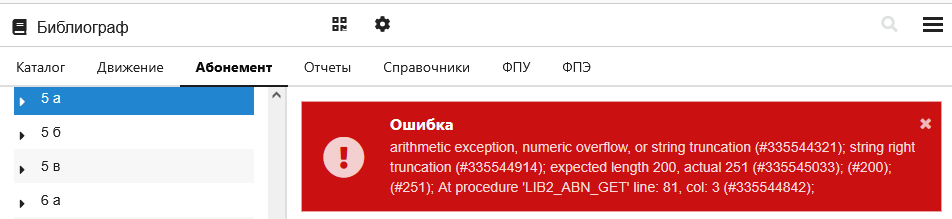 Библиограф
Каталог Движение Абонемент Отчеты Справочники ФПУ ФПЭ
5 а
5 б
5 в
6 а
Ошибка
arithmetic exception, numeric overflow, or string truncation (#335544321); string right
truncation (#335544914); expected length 200, actual 251 (#335545033); (#200);
(#251); At procedure 'LIB2_ABN_GET' line: 81, col: 3 (#335544842);